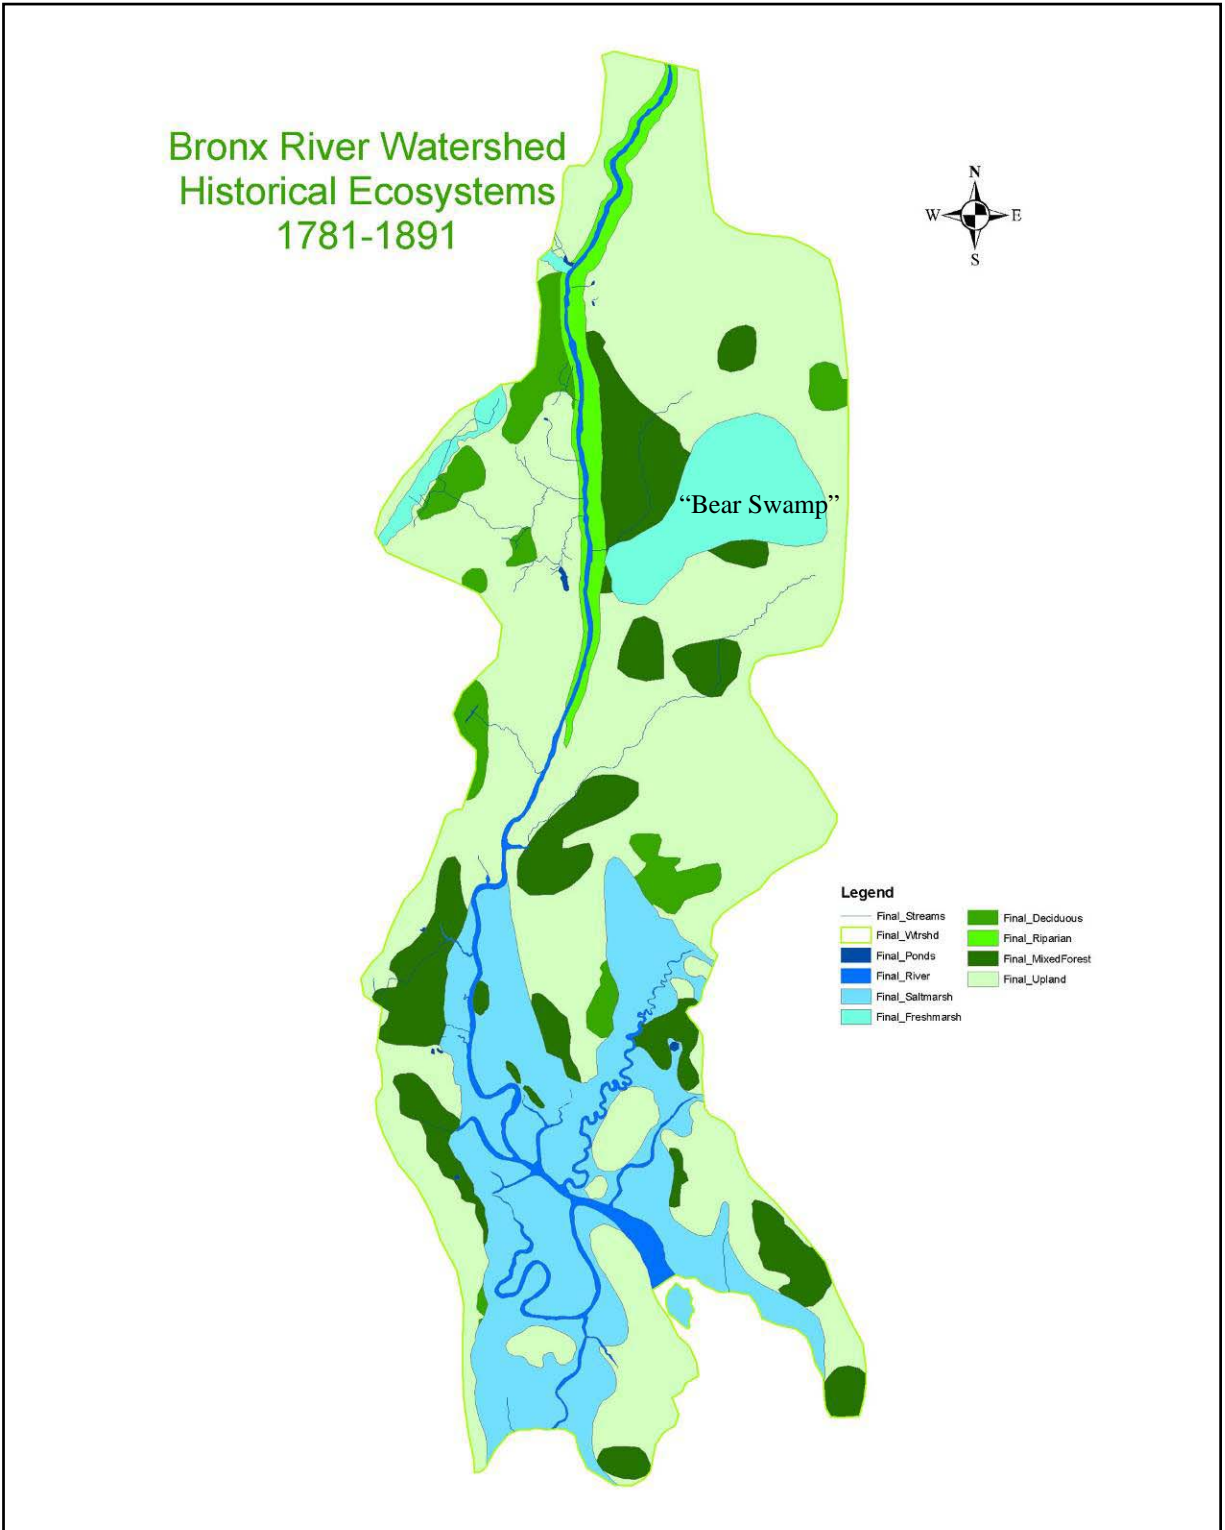 Bronx River Watershed
Historical Ecosystems
1781-1891
N
W E
S
“Bear Swamp”
Legend
Final_Streams
Final_Wtrshd
Final_Ponds
Final_River
Final_Saltmarsh
Final_Freshmarsh
Final_Deciduous
Final_Riparian
Final_MixedForest
Final_Upland